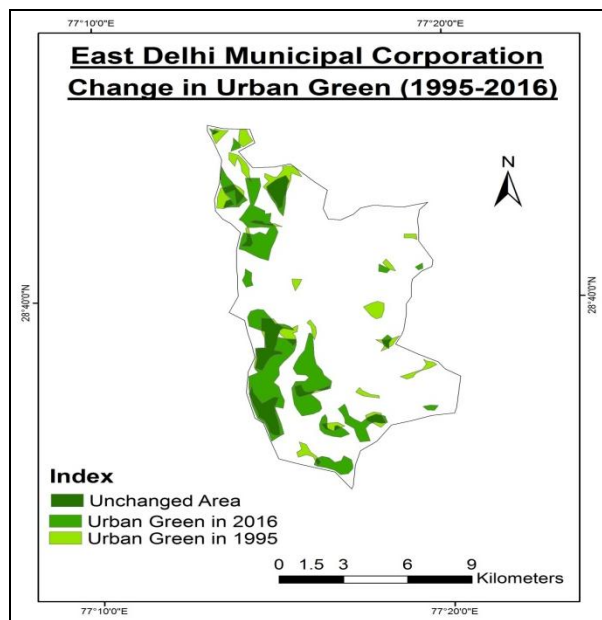 77°10'0"E 77°20'0"E
East Delhi Municipal Corporation
Change in Urban Green (1995-2016)
N
28°40'0"N 28°40'0"N
Index
Unchanged Area
Urban Green in 2016
Urban Green in 1995
0 1.5 3 6 9
Kilometers
77°10'0"E 77°20'0"E